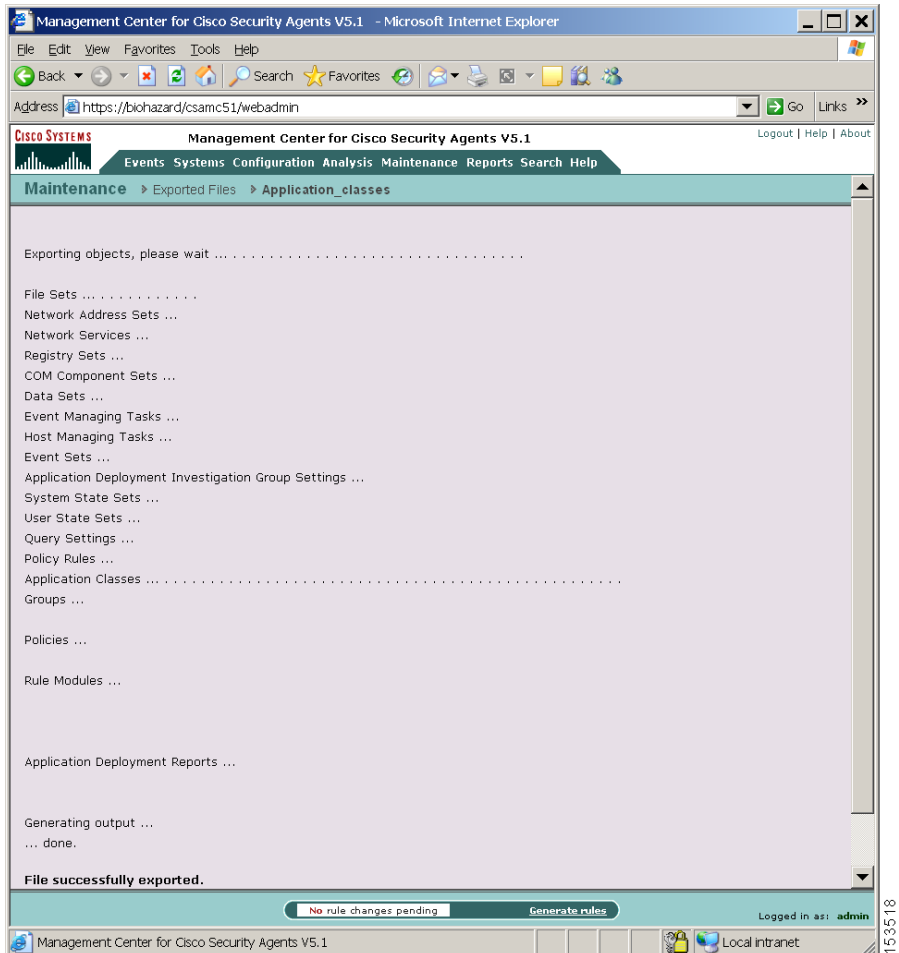 Management Center for Cisco Security Agents V5.1 - Microsoft Internet Explorer
File Edit View Favorites Tools Help
Back Search Favorites
Address https://biohazard/csamc51/webadmin Go Links »
CISCO SYSTEMS Management Center for Cisco Security Agents V5.1 Logout | Help | About
Events Systems Configuration Analysis Maintenance Reports Search Help
Maintenance Exported Files Application_classes
Exporting objects, please wait ... . . . . . . . . . . . . . . . . . . . . . . . . . . . . . . . .
File Sets ... . . . . . . . . . . .
Network Address Sets ...
Network Services ...
Registry Sets ...
COM Component Sets ...
Data Sets ...
Event Managing Tasks ...
Host Managing Tasks ...
Event Sets ...
Application Deployment Investigation Group Settings ...
System State Sets ...
User State Sets ...
Query Settings ...
Policy Rules ...
Application Classes ... . . . . . . . . . . . . . . . . . . . . . . . . . . . . . . . . . . . . . . . . . . . . . . . . . .
Groups ...
Policies ...
Rule Modules ...
Application Deployment Reports ...
Generating output ...
... done.
File successfully exported.
No rule changes pending Generate rules
Logged in as: admin
Management Center for Cisco Security Agents V5.1 Local intranet
153518